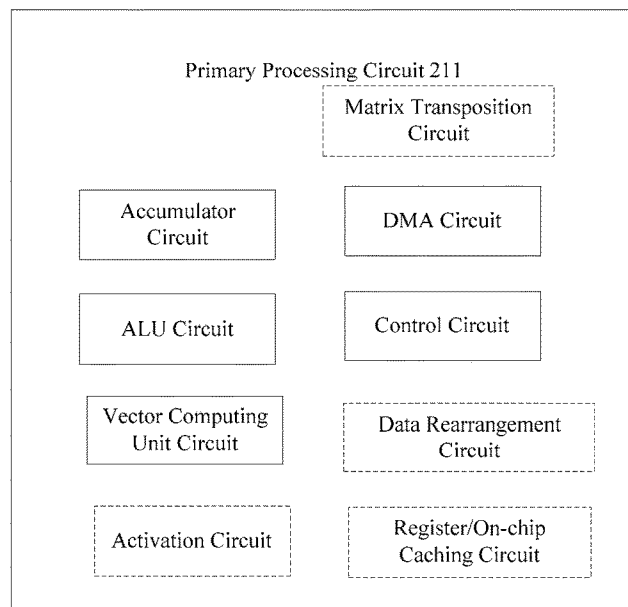 Primary Processing Circuit 211
Matrix Transposition
Circuit
Accumulator
Circuit
DMA Circuit
ALU Circuit
Control Circuit
Vector Computing
Unit Circuit
Data Rearrangement
Circuit
Activation Circuit
Register/On-chip
Caching Circuit